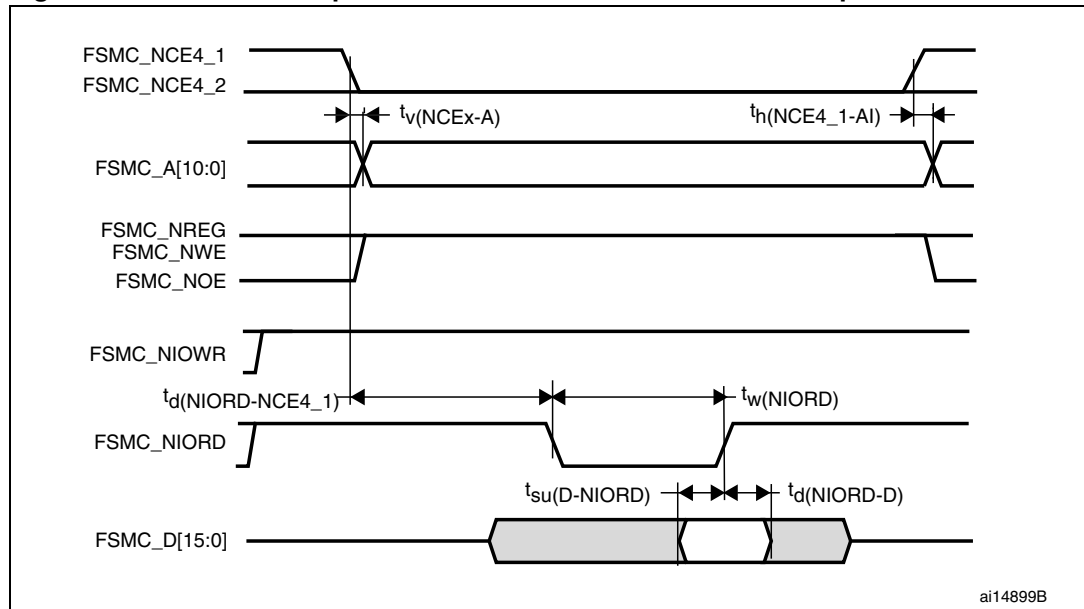 FSMC_NCE4_1
FSMC_NCE4_2
tv(NCEx-A)
th(NCE4_1-AI)
FSMC_A[10:0]
FSMC_NREG
FSMC_NWE
FSMC_NOE
FSMC_NIOWR
td(NIORD-NCE4_1)
tw(NIORD)
FSMC_NIORD
tsu(D-NIORD)
td(NIORD-D)
FSMC_D[15:0]
ai14899B